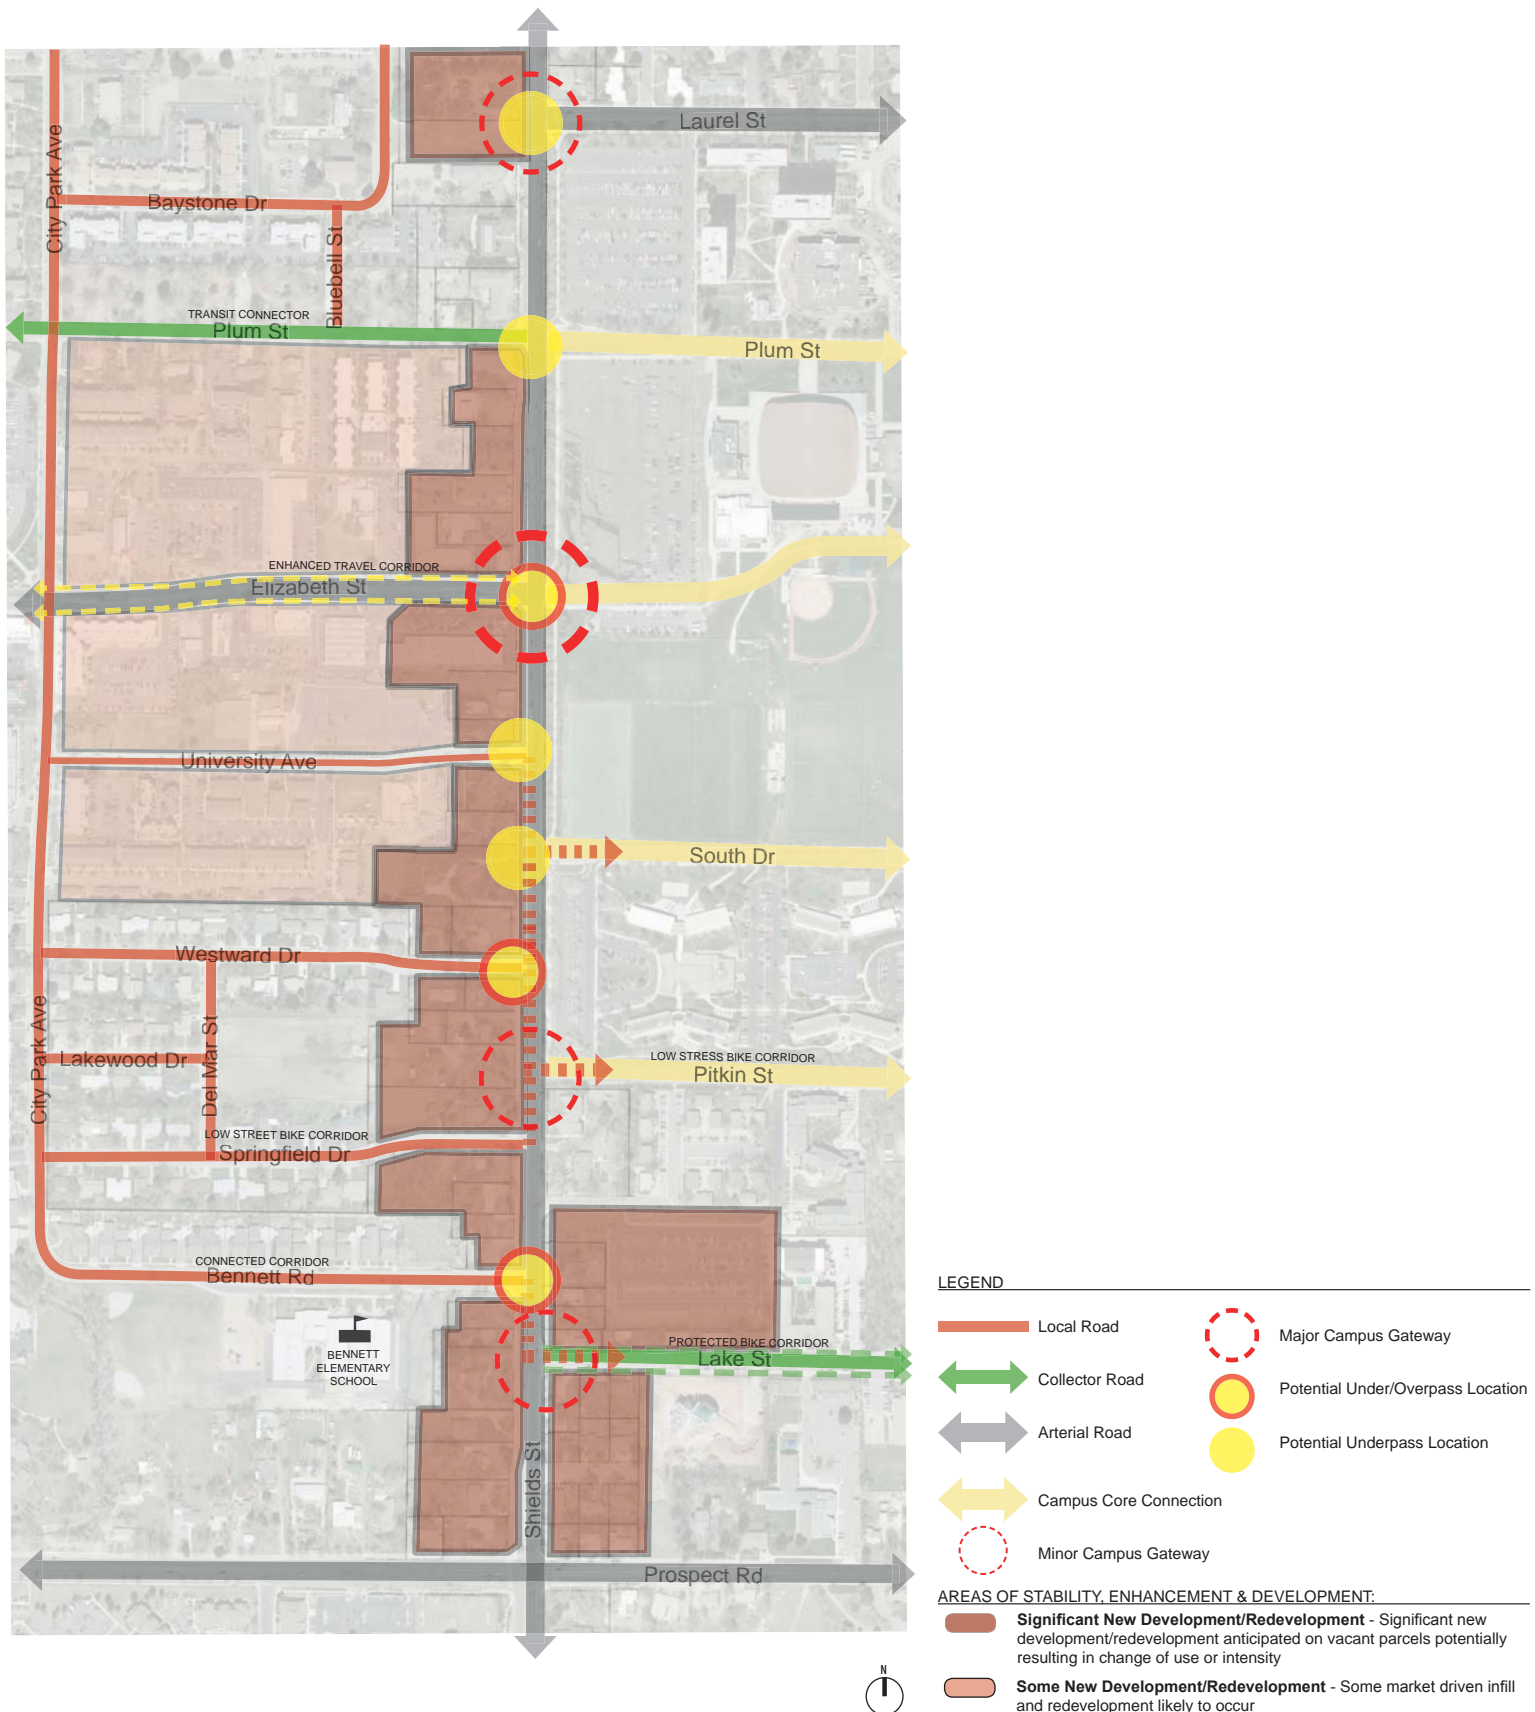 Laurel St
City Park Ave
Baystone Dr
Bluebell St
TRANSIT CONNECTOR
Plum St
Plum St
ENHANCED TRAVEL CORRIDOR
Elizabeth St
University Ave
South Dr
Westward Dr
City Park Ave
Lakewood Dr
Del Mar St
LOW STRESS BIKE CORRIDOR
Pitkin St
LOW STREET BIKE CORRIDOR
Springfield Dr
CONNECTED CORRIDOR
Bennett Rd
BENNETT
ELEMENTARY
SCHOOL
PROTECTED BIKE CORRIDOR
Lake St
Shields St
Prospect Rd
N
LEGEND
Local Road
Collector Road
Arterial Road
Campus Core Connection
Minor Campus Gateway
Major Campus Gateway
Potential Under/Overpass Location
Potential Underpass Location
AREAS OF STABILITY, ENHANCEMENT & DEVELOPMENT:
Significant New Development/Redevelopment - Significant new
development/redevelopment anticipated on vacant parcels potentially
resulting in change of use or intensity
Some New Development/Redevelopment - Some market driven infill
and redevelopment likely to occur